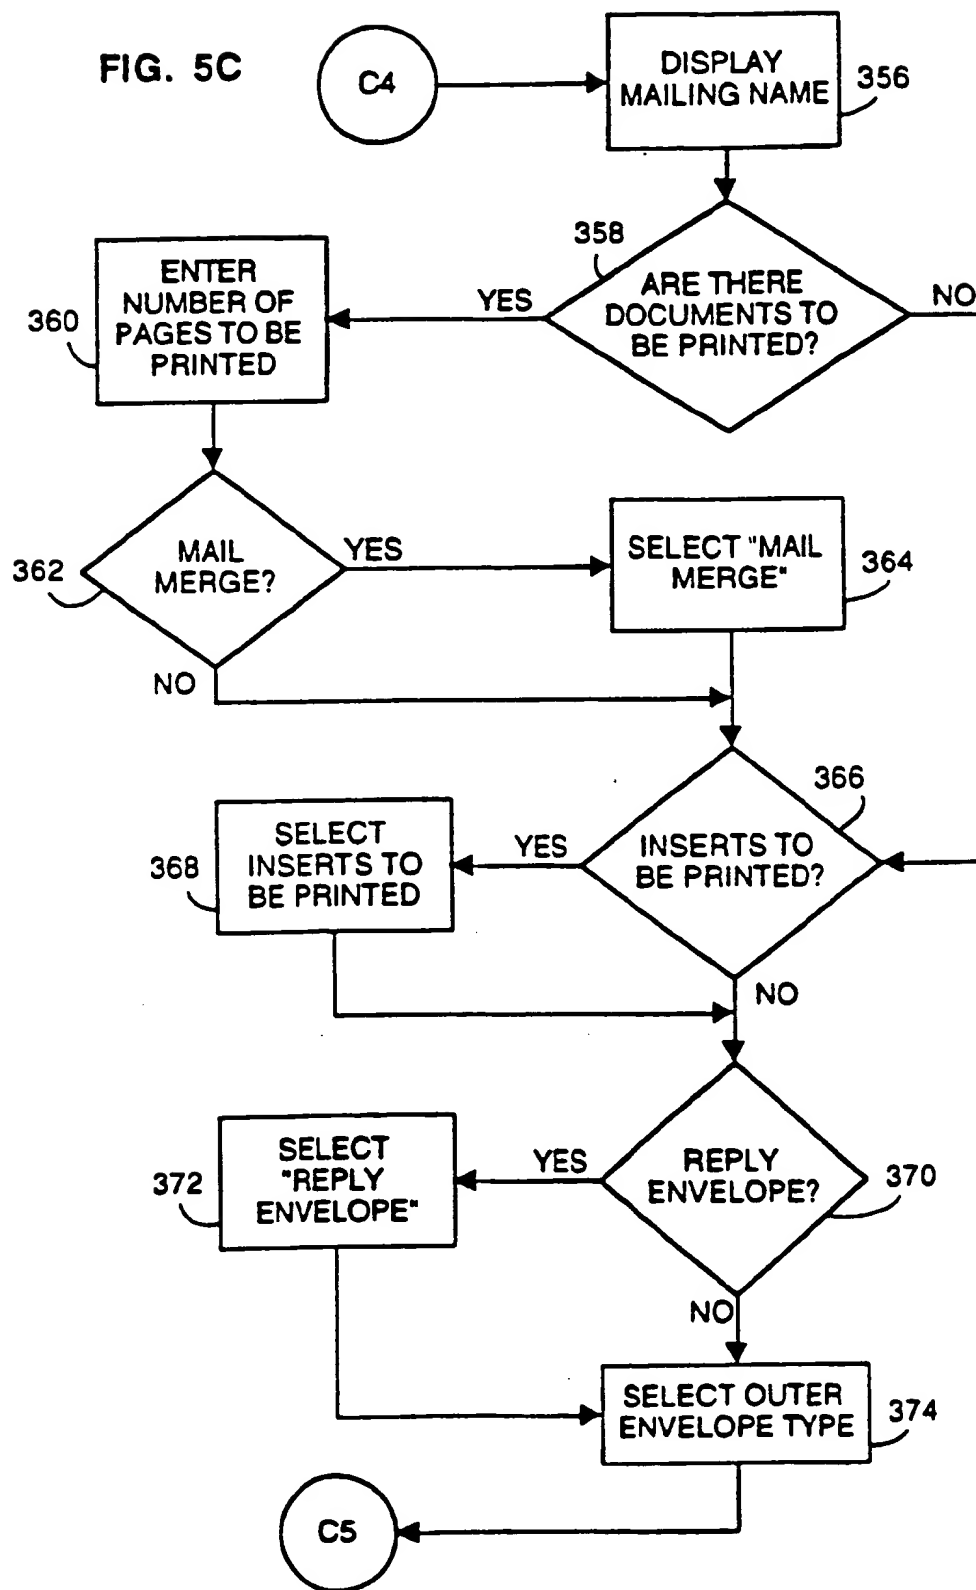 FIG. 5C
C4
DISPLAY
MAILING NAME
356
358
ARE THERE
DOCUMENTS TO
BE PRINTED?
YES
NO
ENTER
NUMBER OF
PAGES TO BE
PRINTED
360
MAIL
MERGE?
362
YES
NO
SELECT "MAIL
MERGE"
364
366
INSERTS TO
BE PRINTED?
YES
NO
SELECT
INSERTS TO
BE PRINTED
368
REPLY
ENVELOPE?
370
YES
NO
SELECT
"REPLY
ENVELOPE"
372
SELECT OUTER
ENVELOPE TYPE
374
C5